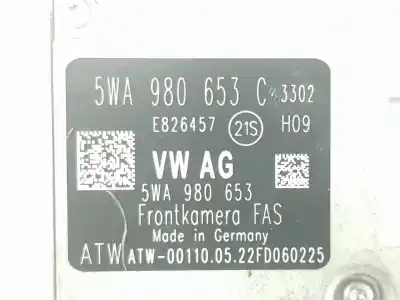 5WA 980 653 C 3302
E826457 21S H09
VW AG
5WA 980 653
Frontkamera FAS
Made in Germany
ATW ATW-00110.05.22FD060225